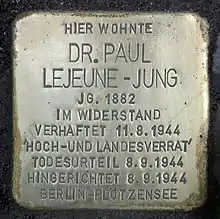 HIER WOHNTE
DR. PAUL
LEJEUNE-JUNG
JG. 1882
IM WIDERSTAND
VERHAFTET 11.8.1944
'HOCH-UND LANDESVERRAT'
TODESURTEIL 8.9.1944
HINGERICHTET 8.9.1944
BERLIN-PLÖTZENSEE